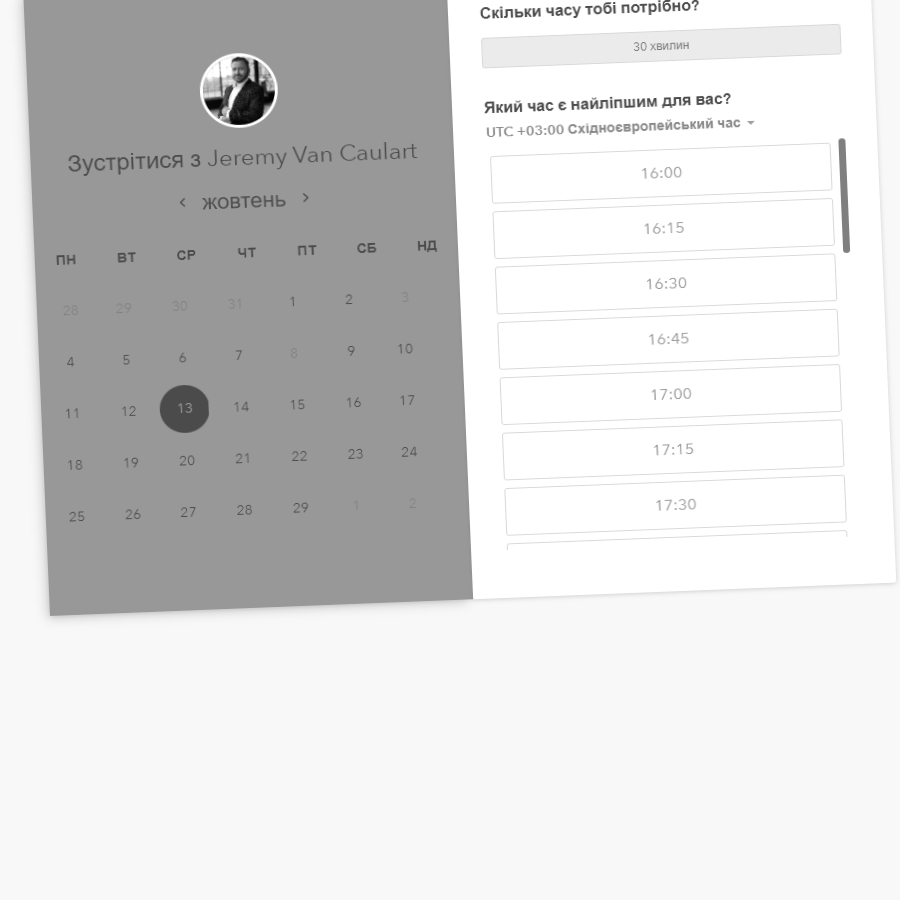 Зустрітися з Jeremy Van Caulart
‹ жовтень ›
ПН ВТ СР ЧТ ПТ СБ НД
28 29 30 31 1 2 3
4 5 6 7 8 9 10
11 12 13 14 15 16 17
18 19 20 21 22 23 24
25 26 27 28 29 1 2
Скільки часу тобі потрібно?
30 хвилин
Який час є найліпшим для вас?
UTC +03:00 Східноєвропейський час
16:00
16:15
16:30
16:45
17:00
17:15
17:30